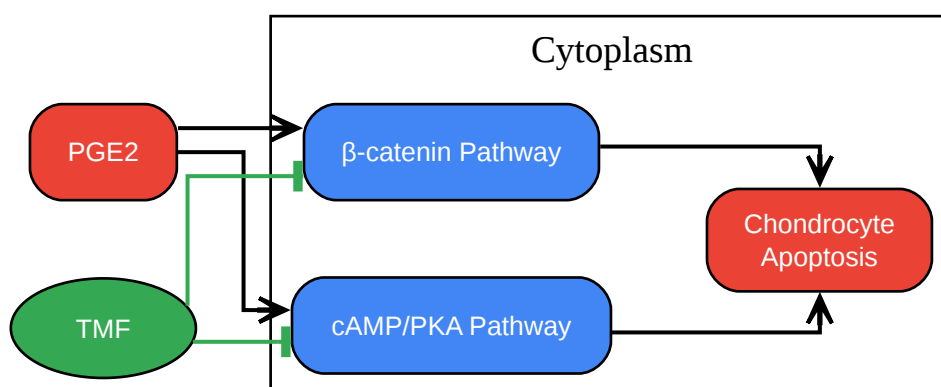 Cytoplasm
PGE2
β-catenin Pathway
Chondrocyte
Apoptosis
TMF
cAMP/PKA Pathway